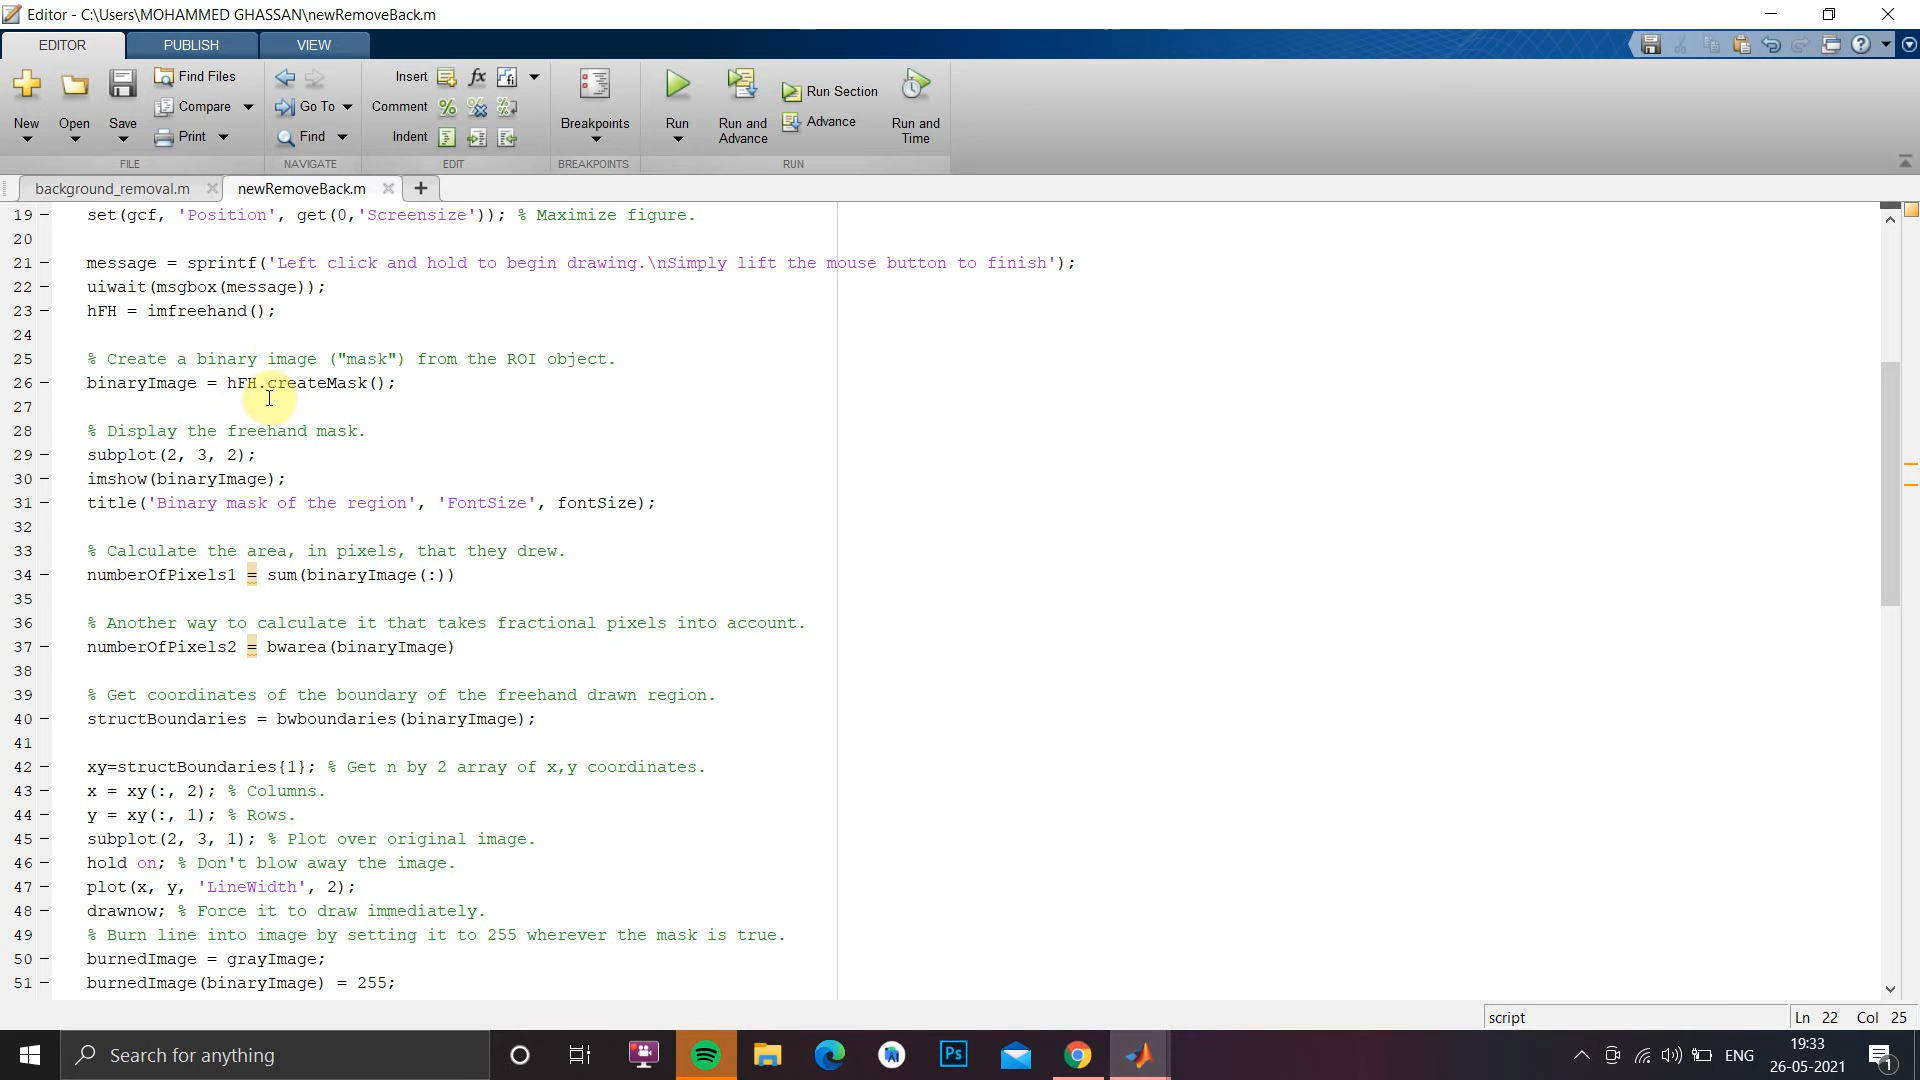 Editor - C:\Users\MOHAMMED GHASSAN\newRemoveBack.m
EDITOR PUBLISH VIEW
New
Open
Save
Find Files
Compare
Print
FILE
Go To
Find
NAVIGATE
Insert
Comment
Indent
EDIT
Breakpoints
BREAKPOINTS
Run
Run and Advance
Run Section
Advance
Run and Time
RUN
background_removal.m newRemoveBack.m
19 set(gcf, 'Position', get(0,'Screensize')); % Maximize figure.
20
21 message = sprintf('Left click and hold to begin drawing.\nSimply lift the mouse button to finish');
22 uiwait(msgbox(message));
23 hFH = imfreehand();
24
25 % Create a binary image ("mask") from the ROI object.
26 binaryImage = hFH.createMask();
27
28 % Display the freehand mask.
29 subplot(2, 3, 2);
30 imshow(binaryImage);
31 title('Binary mask of the region', 'FontSize', fontSize);
32
33 % Calculate the area, in pixels, that they drew.
34 numberOfPixels1 = sum(binaryImage(:))
35
36 % Another way to calculate it that takes fractional pixels into account.
37 numberOfPixels2 = bwarea(binaryImage)
38
39 % Get coordinates of the boundary of the freehand drawn region.
40 structBoundaries = bwboundaries(binaryImage);
41
42 xy=structBoundaries{1}; % Get n by 2 array of x,y coordinates.
43 x = xy(:, 2); % Columns.
44 y = xy(:, 1); % Rows.
45 subplot(2, 3, 1); % Plot over original image.
46 hold on; % Don't blow away the image.
47 plot(x, y, 'LineWidth', 2);
48 drawnow; % Force it to draw immediately.
49 % Burn line into image by setting it to 255 wherever the mask is true.
50 burnedImage = grayImage;
51 burnedImage(binaryImage) = 255;
script Ln 22 Col 25
Search for anything
Ps
ENG
19:33
26-05-2021
1